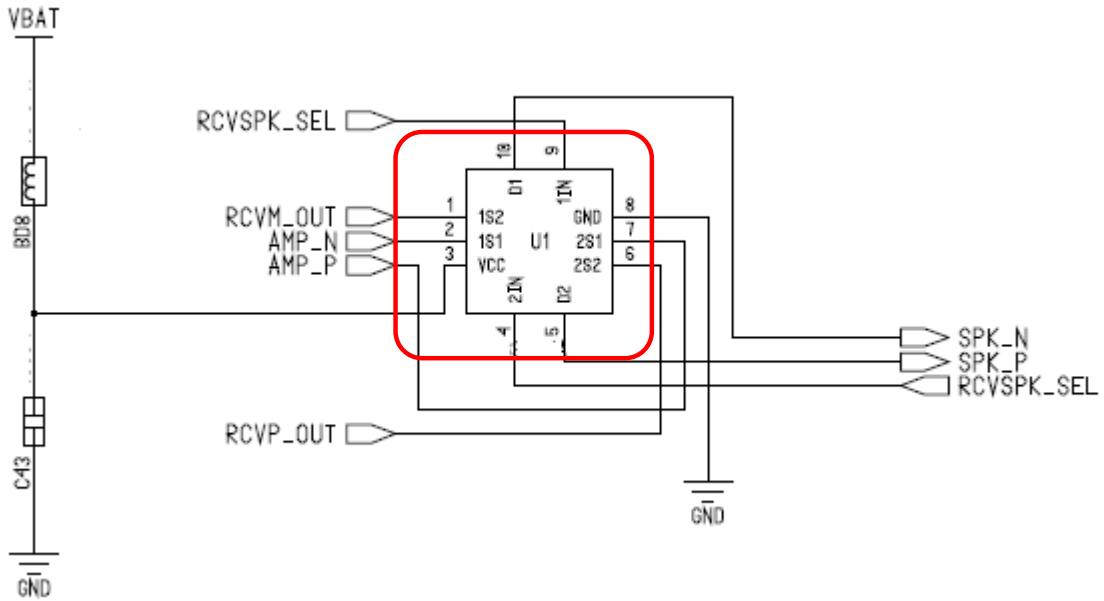 VBAT
RCVSPK_SEL
10
9
D1
1IN
RCVM_OUT
1
1S2
GND
8
AMP_N
2
1S1
U1
2S1
7
AMP_P
3
VCC
2S2
6
BD8
2IN
D2
4
5
SPK_N
SPK_P
RCVSPK_SEL
RCVP_OUT
C43
GND
GND